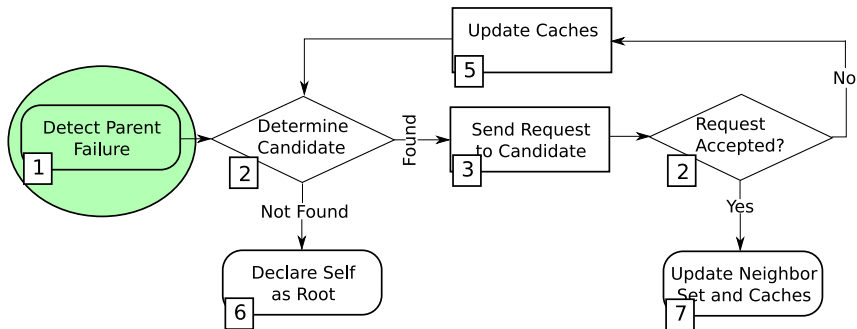 Update Caches
5
No
Detect Parent
Failure
1
Determine
Candidate
2
Found
Send Request
to Candidate
3
Request
Accepted?
2
Not Found
Yes
Declare Self
as Root
6
Update Neighbor
Set and Caches
7